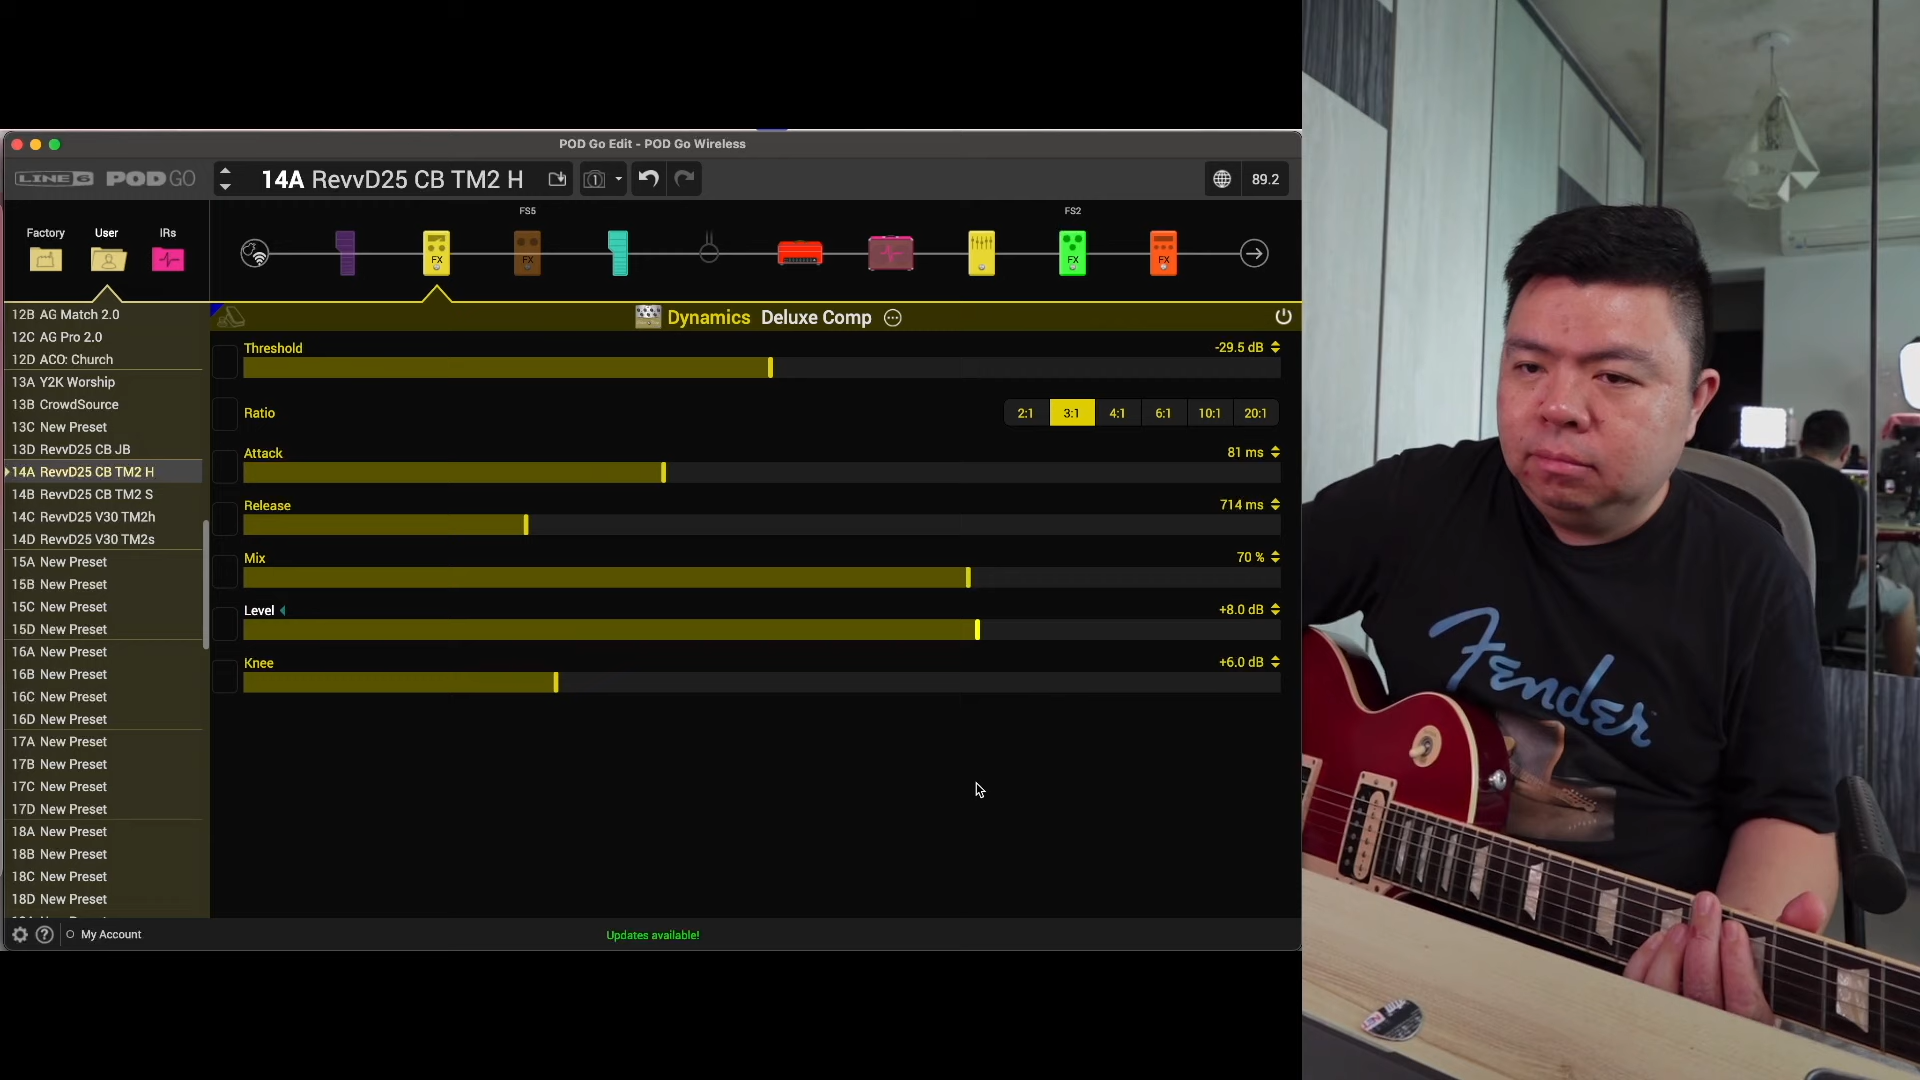 POD Go Edit - POD Go Wireless
LINE 6 POD GO
14A RevvD25 CB TM2 H
1
89.2
FS5
FS2
Factory
User
IRs
FX
FX
FX
FX
12B AG Match 2.0
12C AG Pro 2.0
12D ACO: Church
13A Y2K Worship
13B CrowdSource
13C New Preset
13D RevvD25 CB JB
14A RevvD25 CB TM2 H
14B RevvD25 CB TM2 S
14C RevvD25 V30 TM2h
14D RevvD25 V30 TM2s
15A New Preset
15B New Preset
15C New Preset
15D New Preset
16A New Preset
16B New Preset
16C New Preset
16D New Preset
17A New Preset
17B New Preset
17C New Preset
17D New Preset
18A New Preset
18B New Preset
18C New Preset
18D New Preset
Dynamics Deluxe Comp
Threshold -29.5 dB
Ratio 2:1 3:1 4:1 6:1 10:1 20:1
Attack 81 ms
Release 714 ms
Mix 70 %
Level +8.0 dB
Knee +6.0 dB
? My Account
Updates available!
Fender